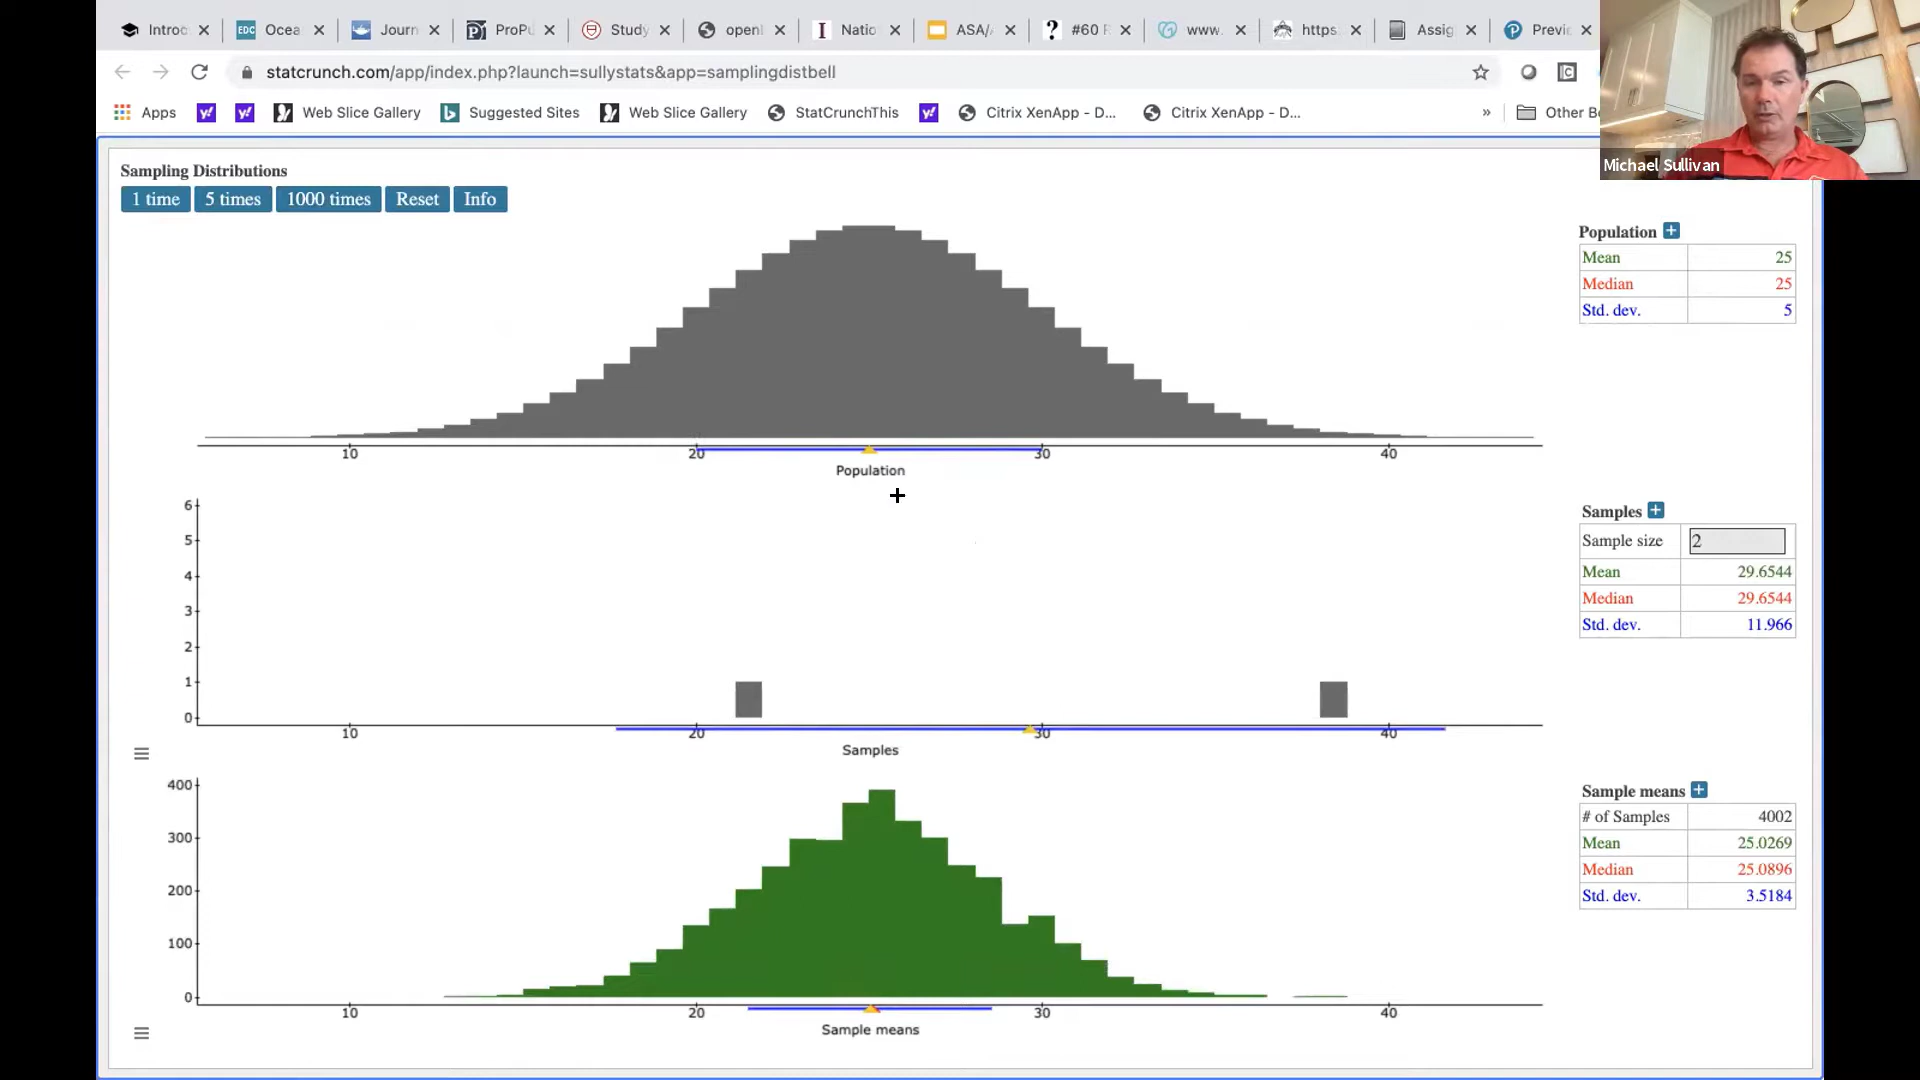 Introc
EDC Ocea
Journ
ProPu
Study
openl
Natio
ASA/
? #60 F
www.
https:
Assig
Previe
statcrunch.com/app/index.php?launch=sullystats&app=samplingdistbell
Apps
y!
y!
Web Slice Gallery
Suggested Sites
Web Slice Gallery
StatCrunchThis
y!
Citrix XenApp - D...
Citrix XenApp - D...
»
Other B
Michael Sullivan
Sampling Distributions
1 time
5 times
1000 times
Reset
Info
10 20 30 40
Population
Population +
Mean 25
Median 25
Std. dev. 5
6
5
4
3
2
1
0
10 20 30 40
Samples
Samples +
Sample size 2
Mean 29.6544
Median 29.6544
Std. dev. 11.966
400
300
200
100
0
10 20 30 40
Sample means
Sample means +
# of Samples 4002
Mean 25.0269
Median 25.0896
Std. dev. 3.5184